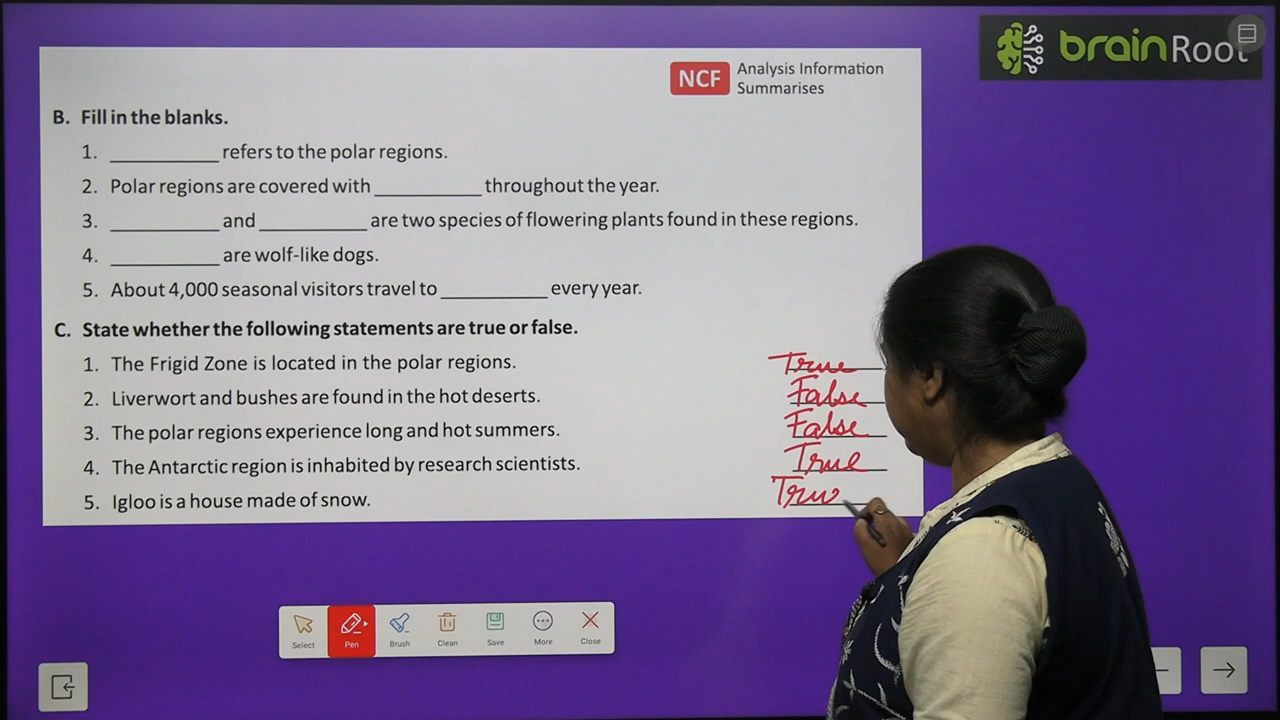 brainRoot
NCF Analysis Information
Summarises
B. Fill in the blanks.
1. __________ refers to the polar regions.
2. Polar regions are covered with __________ throughout the year.
3. __________ and __________ are two species of flowering plants found in these regions.
4. __________ are wolf-like dogs.
5. About 4,000 seasonal visitors travel to __________ every year.
C. State whether the following statements are true or false.
1. The Frigid Zone is located in the polar regions. True
2. Liverwort and bushes are found in the hot deserts. False
3. The polar regions experience long and hot summers. False
4. The Antarctic region is inhabited by research scientists. True
5. Igloo is a house made of snow. Tru
Select Pen Brush Clean Save More Close